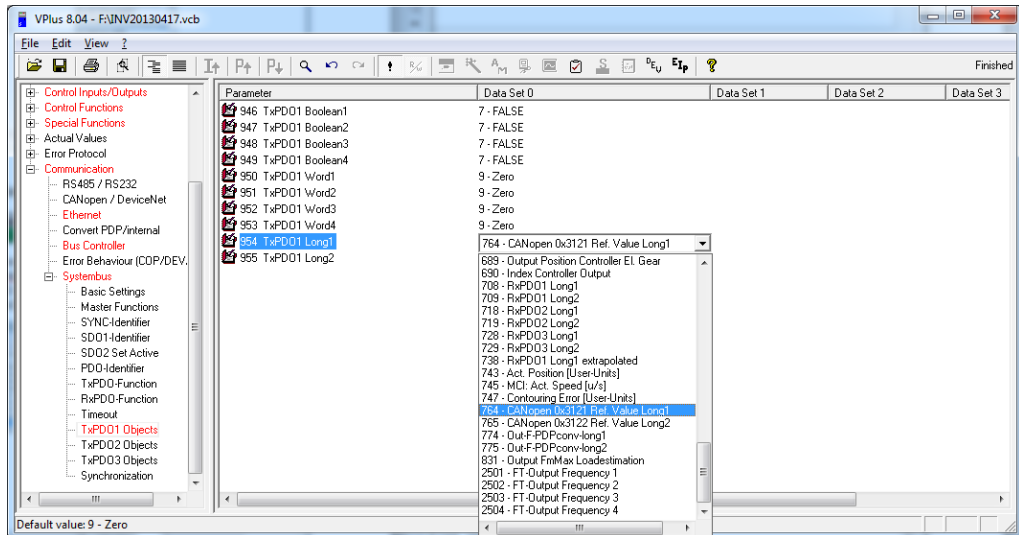 VPlus 8.04 - F:\INV20130417.vcb
File Edit View ?
Finished
Control Inputs/Outputs
Control Functions
Special Functions
Actual Values
Error Protocol
Communication
RS485 / RS232
CANopen / DeviceNet
Ethernet
Convert PDP/internal
Bus Controller
Error Behaviour (COP/DEV.
Systembus
Basic Settings
Master Functions
SYNC-Identifier
SDO1-Identifier
SDO2 Set Active
PDO-Identifier
TxPDO-Function
RxPDO-Function
Timeout
TxPDO1 Objects
TxPDO2 Objects
TxPDO3 Objects
Synchronization
Parameter Data Set 0 Data Set 1 Data Set 2 Data Set 3
946 TxPDO1 Boolean1 7 - FALSE
947 TxPDO1 Boolean2 7 - FALSE
948 TxPDO1 Boolean3 7 - FALSE
949 TxPDO1 Boolean4 7 - FALSE
950 TxPDO1 Word1 9 - Zero
951 TxPDO1 Word2 9 - Zero
952 TxPDO1 Word3 9 - Zero
953 TxPDO1 Word4 9 - Zero
954 TxPDO1 Long1 764 - CANopen 0x3121 Ref. Value Long1
955 TxPDO1 Long2
689 - Output Position Controller El. Gear
690 - Index Controller Output
708 - RxPDO1 Long1
709 - RxPDO1 Long2
718 - RxPDO2 Long1
719 - RxPDO2 Long2
728 - RxPDO3 Long1
729 - RxPDO3 Long2
738 - RxPDO1 Long1 extrapolated
743 - Act. Position [User-Units]
745 - MCI: Act. Speed [u/s]
747 - Contouring Error [User-Units]
764 - CANopen 0x3121 Ref. Value Long1
765 - CANopen 0x3122 Ref. Value Long2
774 - Out-F-PDPconv-long1
775 - Out-F-PDPconv-long2
831 - Output FmMax Loadestimation
2501 - FT-Output Frequency 1
2502 - FT-Output Frequency 2
2503 - FT-Output Frequency 3
2504 - FT-Output Frequency 4
Default value: 9 - Zero